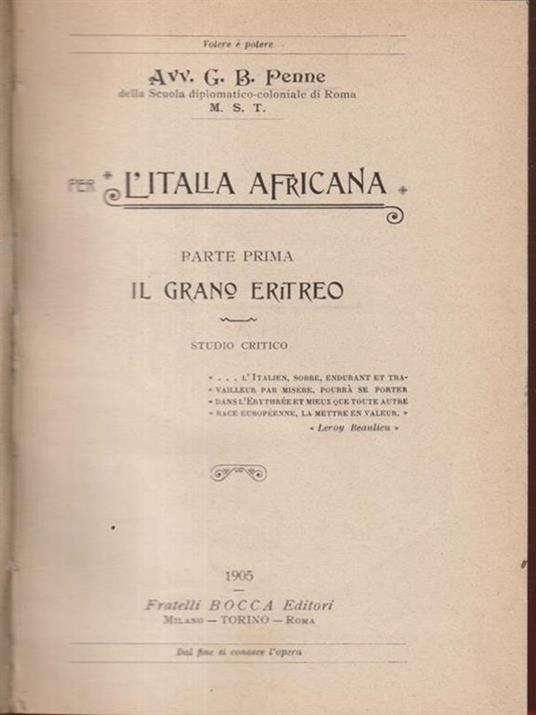 Volere è potere
Avv. G. B. Penne
della Scuola diplomatico-coloniale di Roma
M. S. T.
PER L'ITALIA AFRICANA
PARTE PRIMA
IL GRANO ERITREO
STUDIO CRITICO
« . . . L'ITALIEN, SOBRE, ENDURANT ET TRA-
« VAILLEUR PAR MISÈRE, POURRÀ SE PORTER
« DANS L'ERYTHRÉE ET MIEUX QUE TOUTE AUTRE
« RACE EUROPÉENNE, LA METTRE EN VALEUR. »
« Leroy Beaulieu »
1905
Fratelli BOCCA Editori
MILANO — TORINO — ROMA
Dal fine si conosce l'opera